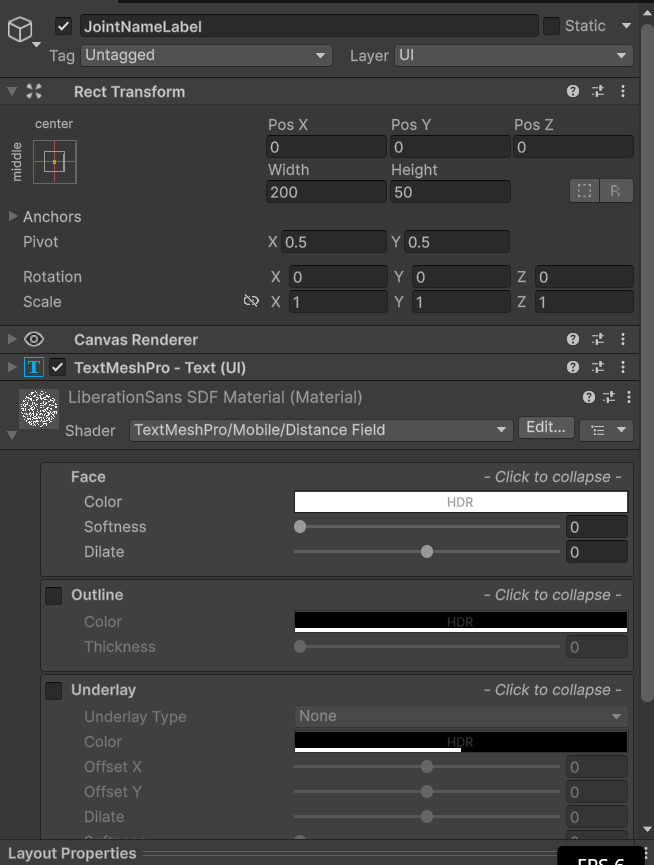 JointNameLabel
Static
Tag Untagged Layer UI
Rect Transform
center
middle
Pos X Pos Y Pos Z
0 0 0
Width Height
200 50
R
Anchors
Pivot X 0.5 Y 0.5
Rotation X 0 Y 0 Z 0
Scale X 1 Y 1 Z 1
Canvas Renderer
T TextMeshPro - Text (UI)
LiberationSans SDF Material (Material)
Shader TextMeshPro/Mobile/Distance Field Edit...
Face - Click to collapse -
Color HDR
Softness 0
Dilate 0
Outline - Click to collapse -
Color HDR
Thickness 0
Underlay - Click to collapse -
Underlay Type None
Color HDR
Offset X 0
Offset Y 0
Dilate 0
Layout Properties